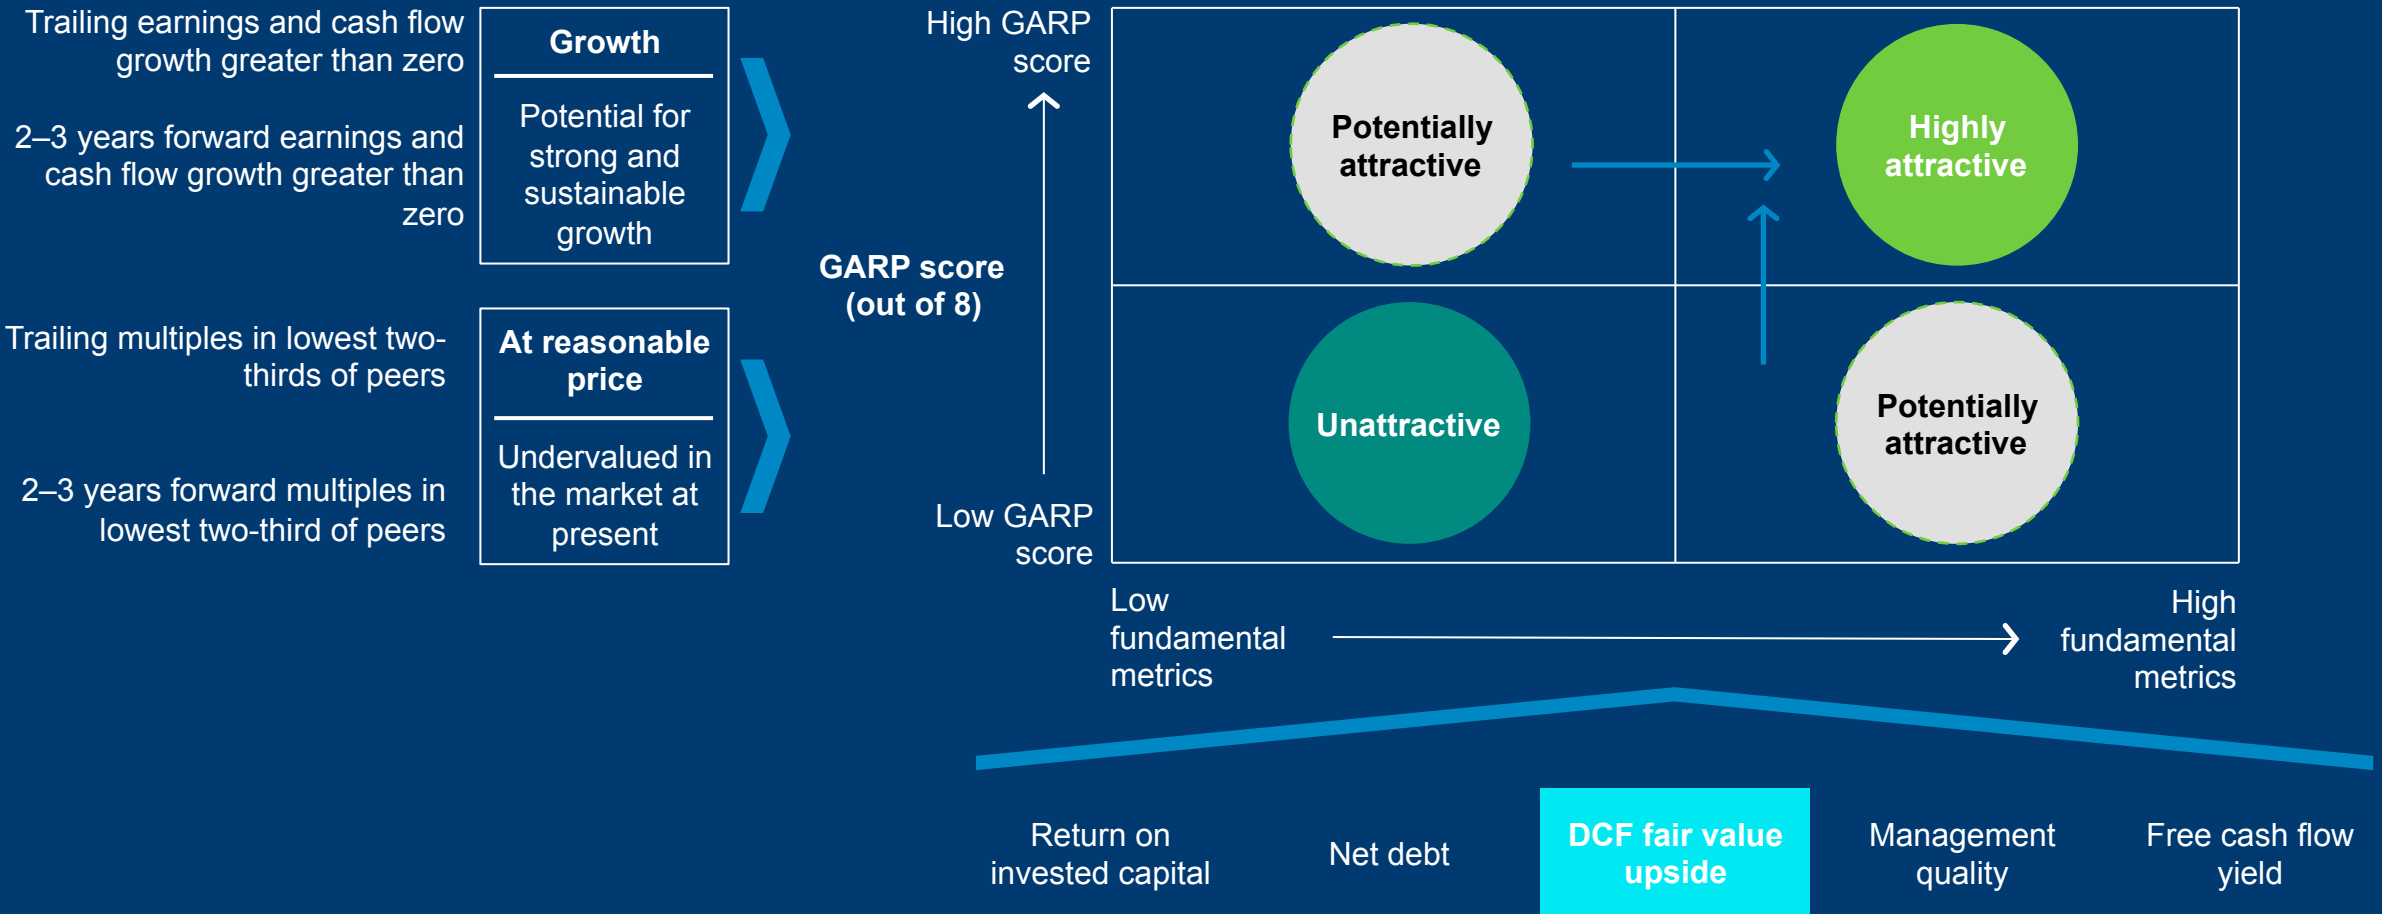 Trailing earnings and cash flow
growth greater than zero
2–3 years forward earnings and
cash flow growth greater than
zero
Growth
Potential for
strong and
sustainable
growth
Trailing multiples in lowest two-
thirds of peers
2–3 years forward multiples in
lowest two-third of peers
At reasonable
price
Undervalued in
the market at
present
GARP score
(out of 8)
High GARP
score
Low GARP
score
Potentially
attractive
Highly
attractive
Unattractive
Potentially
attractive
Low
fundamental
metrics
High
fundamental
metrics
Return on
invested capital
Net debt
DCF fair value
upside
Management
quality
Free cash flow
yield